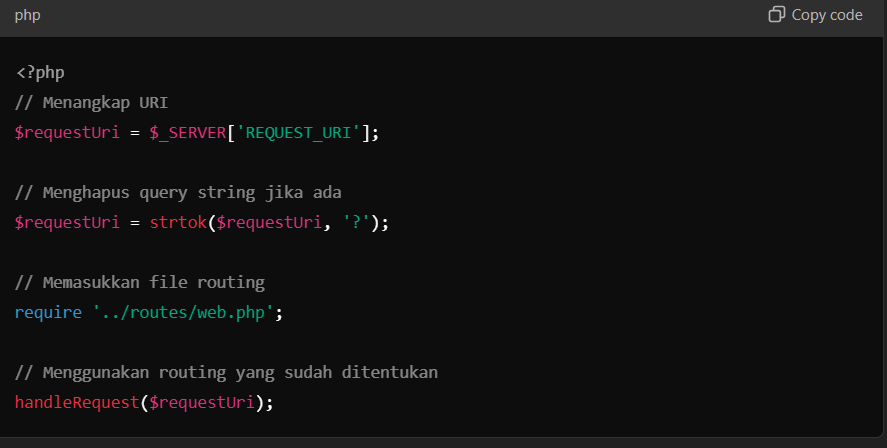 php
Copy code
<?php
// Menangkap URI
$requestUri = $_SERVER['REQUEST_URI'];
// Menghapus query string jika ada
$requestUri = strtok($requestUri, '?');
// Memasukkan file routing
require '../routes/web.php';
// Menggunakan routing yang sudah ditentukan
handleRequest($requestUri);